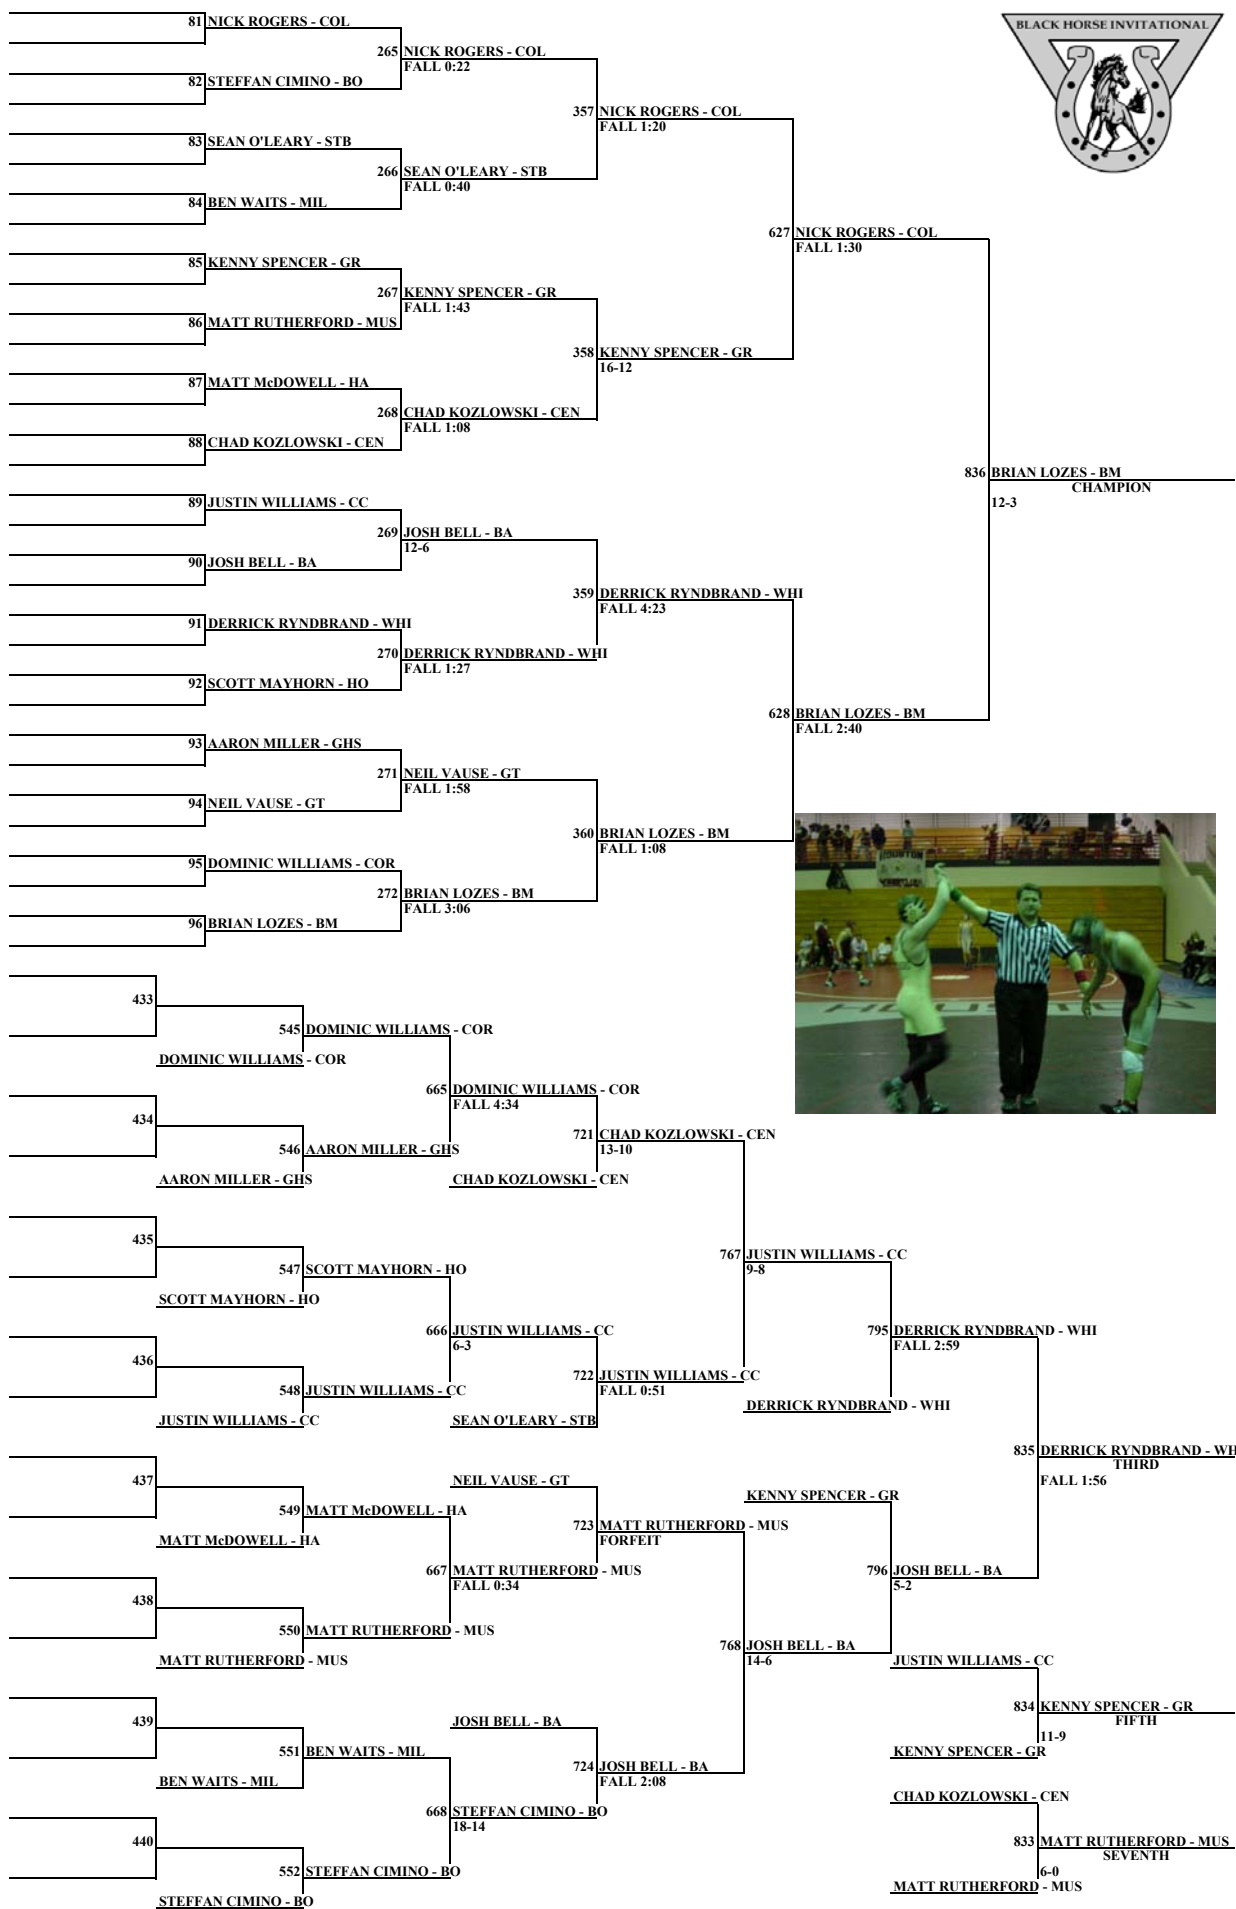 BLACK HORSE INVITATIONAL
81 NICK ROGERS - COL
265 NICK ROGERS - COL
FALL 0:22
82 STEFFAN CIMINO - BO
357 NICK ROGERS - COL
FALL 1:20
83 SEAN O'LEARY - STB
266 SEAN O'LEARY - STB
FALL 0:40
84 BEN WAITS - MIL
627 NICK ROGERS - COL
FALL 1:30
85 KENNY SPENCER - GR
267 KENNY SPENCER - GR
FALL 1:43
86 MATT RUTHERFORD - MUS
358 KENNY SPENCER - GR
16-12
87 MATT McDOWELL - HA
268 CHAD KOZLOWSKI - CEN
FALL 1:08
88 CHAD KOZLOWSKI - CEN
836 BRIAN LOZES - BM
CHAMPION
12-3
89 JUSTIN WILLIAMS - CC
269 JOSH BELL - BA
12-6
90 JOSH BELL - BA
359 DERRICK RYNDBRAND - WHI
FALL 4:23
91 DERRICK RYNDBRAND - WHI
270 DERRICK RYNDBRAND - WHI
FALL 1:27
92 SCOTT MAYHORN - HO
628 BRIAN LOZES - BM
FALL 2:40
93 AARON MILLER - GHS
271 NEIL VAUSE - GT
FALL 1:58
94 NEIL VAUSE - GT
360 BRIAN LOZES - BM
FALL 1:08
95 DOMINIC WILLIAMS - COR
272 BRIAN LOZES - BM
FALL 3:06
96 BRIAN LOZES - BM
HOUSTON
433
545 DOMINIC WILLIAMS - COR
DOMINIC WILLIAMS - COR
665 DOMINIC WILLIAMS - COR
FALL 4:34
434
721 CHAD KOZLOWSKI - CEN
13-10
546 AARON MILLER - GHS
AARON MILLER - GHS
CHAD KOZLOWSKI - CEN
435
767 JUSTIN WILLIAMS - CC
9-8
547 SCOTT MAYHORN - HO
SCOTT MAYHORN - HO
666 JUSTIN WILLIAMS - CC
6-3
795 DERRICK RYNDBRAND - WHI
FALL 2:59
436
722 JUSTIN WILLIAMS - CC
FALL 0:51
548 JUSTIN WILLIAMS - CC
DERRICK RYNDBRAND - WHI
JUSTIN WILLIAMS - CC
SEAN O'LEARY - STB
835 DERRICK RYNDBRAND - WH
THIRD
FALL 1:56
437
NEIL VAUSE - GT
KENNY SPENCER - GR
549 MATT McDOWELL - HA
723 MATT RUTHERFORD - MUS
FORFEIT
MATT McDOWELL - HA
667 MATT RUTHERFORD - MUS
FALL 0:34
796 JOSH BELL - BA
5-2
438
550 MATT RUTHERFORD - MUS
768 JOSH BELL - BA
14-6
MATT RUTHERFORD - MUS
JUSTIN WILLIAMS - CC
834 KENNY SPENCER - GR
FIFTH
11-9
439
JOSH BELL - BA
551 BEN WAITS - MIL
KENNY SPENCER - GR
724 JOSH BELL - BA
FALL 2:08
BEN WAITS - MIL
CHAD KOZLOWSKI - CEN
668 STEFFAN CIMINO - BO
18-14
440
833 MATT RUTHERFORD - MUS
SEVENTH
6-0
552 STEFFAN CIMINO - BO
MATT RUTHERFORD - MUS
STEFFAN CIMINO - BO